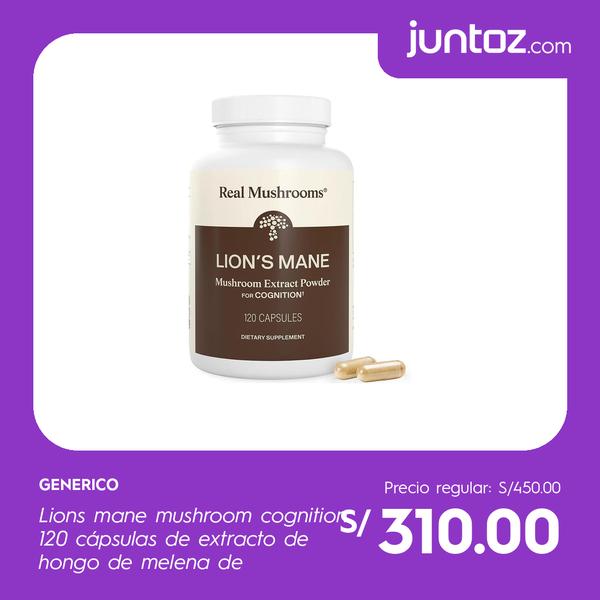 juntoz.com
Real Mushrooms®
LION'S MANE
Mushroom Extract Powder
FOR COGNITION†
120 CAPSULES
DIETARY SUPPLEMENT
GENERICO
Precio regular: S/450.00
Lions mane mushroom cognition
S/ 310.00
120 cápsulas de extracto de
hongo de melena de